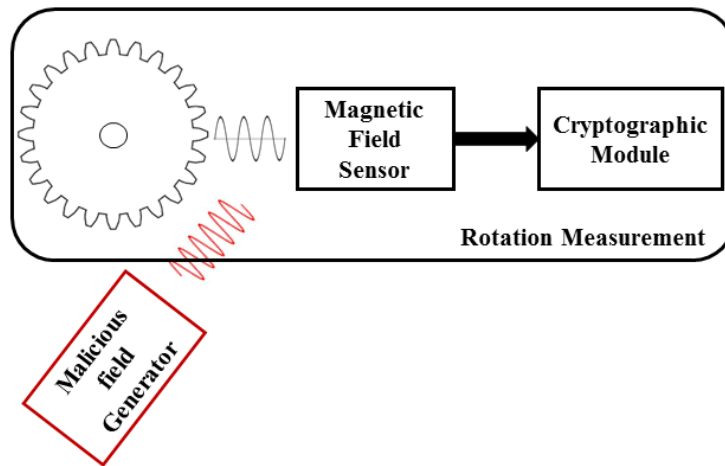 Magnetic
Field
Sensor
Cryptographic
Module
Rotation Measurement
Malicious
field
Generator